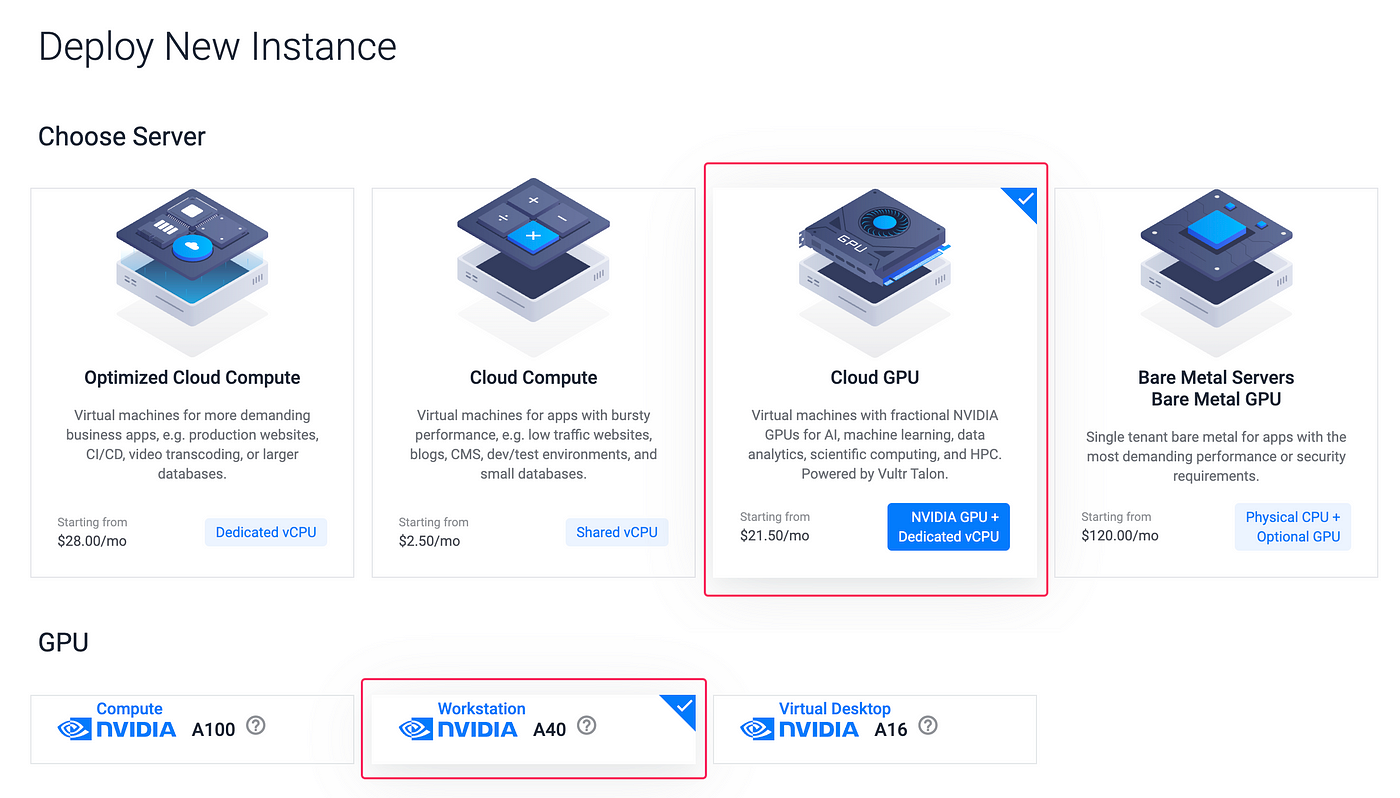 Deploy New Instance
Choose Server
GPU
Optimized Cloud Compute
Virtual machines for more demanding
business apps, e.g. production websites,
CI/CD, video transcoding, or larger
databases.
Starting from
$28.00/mo
Dedicated vCPU
Cloud Compute
Virtual machines for apps with bursty
performance, e.g. low traffic websites,
blogs, CMS, dev/test environments, and
small databases.
Starting from
$2.50/mo
Shared vCPU
Cloud GPU
Virtual machines with fractional NVIDIA
GPUs for AI, machine learning, data
analytics, scientific computing, and HPC.
Powered by Vultr Talon.
Starting from
$21.50/mo
NVIDIA GPU +
Dedicated vCPU
Bare Metal Servers
Bare Metal GPU
Single tenant bare metal for apps with the
most demanding performance or security
requirements.
Starting from
$120.00/mo
Physical CPU +
Optional GPU
GPU
Compute
NVIDIA A100 ?
Workstation
NVIDIA A40 ?
Virtual Desktop
NVIDIA A16 ?